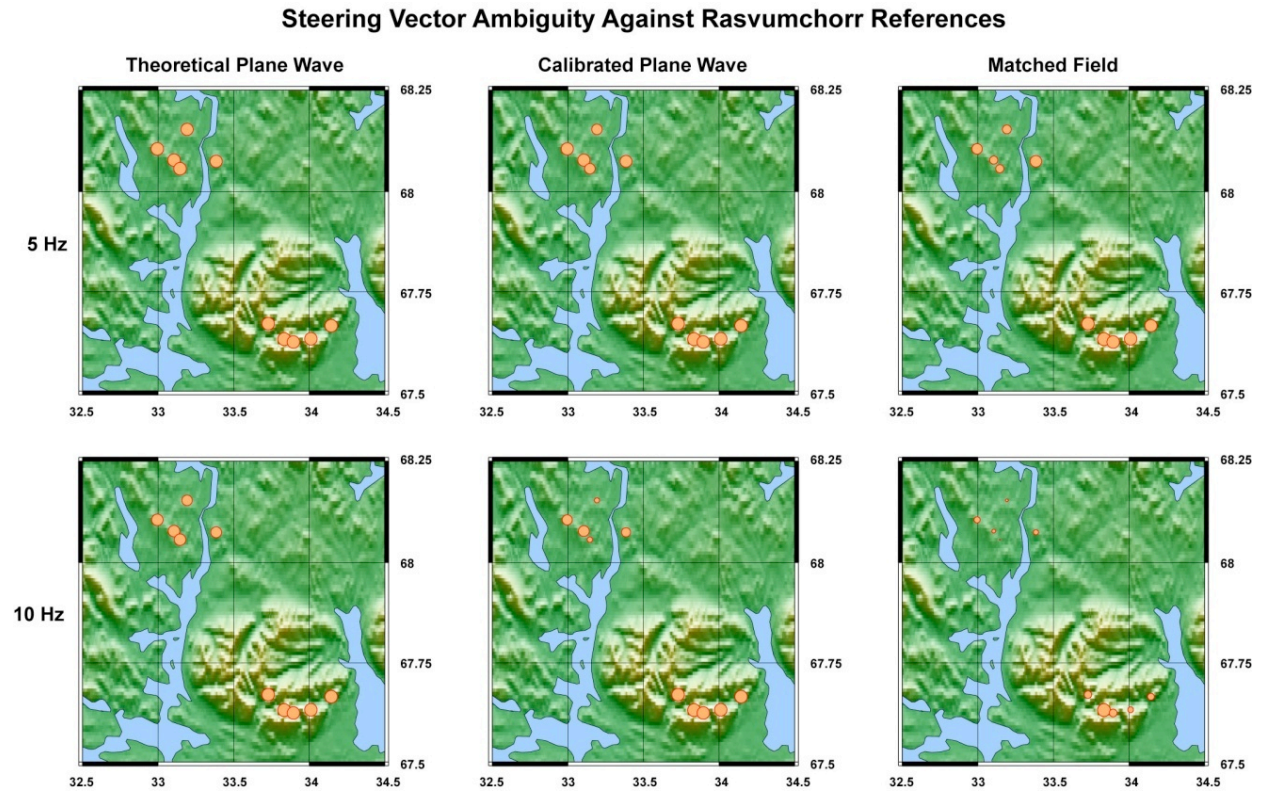 Steering Vector Ambiguity Against Rasvumchorr References
Theoretical Plane Wave
Calibrated Plane Wave
Matched Field
5 Hz
68.25
68
67.75
67.5
32.5 33 33.5 34 34.5
68.25
68
67.75
67.5
32.5 33 33.5 34 34.5
68.25
68
67.75
67.5
32.5 33 33.5 34 34.5
10 Hz
68.25
68
67.75
67.5
32.5 33 33.5 34 34.5
68.25
68
67.75
67.5
32.5 33 33.5 34 34.5
68.25
68
67.75
67.5
32.5 33 33.5 34 34.5